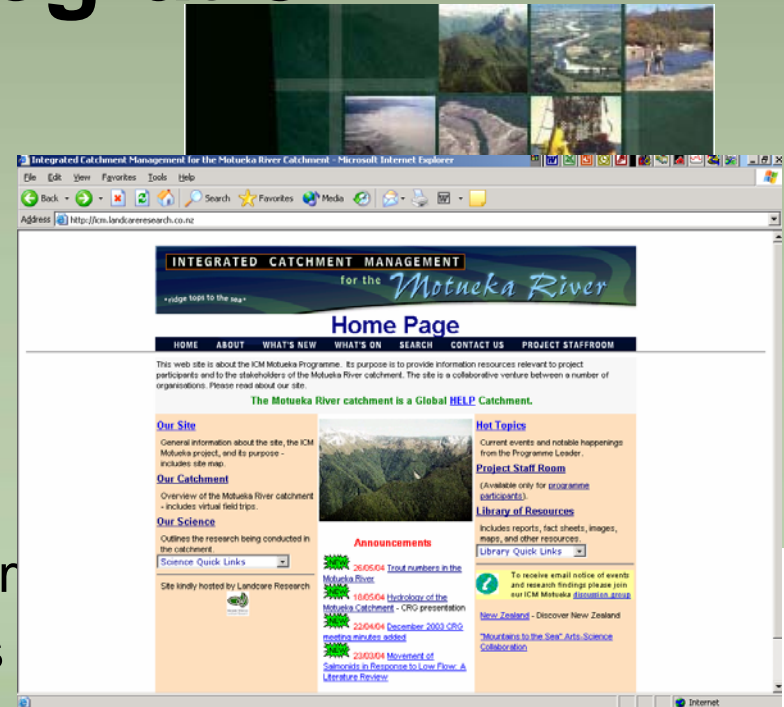 Integrated Catchment Management for the Motueka River Catchment - Microsoft Internet Explorer
File Edit View Favorites Tools Help
Back Search Favorites Media
Address http://icm.landcareresearch.co.nz
INTEGRATED CATCHMENT MANAGEMENT
for the Motueka River
•ridge tops to the sea•
Home Page
HOME ABOUT WHAT'S NEW WHAT'S ON SEARCH CONTACT US PROJECT STAFFROOM
This web site is about the ICM Motueka Programme. Its purpose is to provide information resources relevant to project
participants and to the stakeholders of the Motueka River catchment. The site is a collaborative venture between a number of
organisations. Please read about our site.
The Motueka River catchment is a Global HELP Catchment.
Our Site
General information about the site, the ICM
Motueka project, and its purpose -
includes site map.
Our Catchment
Overview of the Motueka River catchment
- includes virtual field trips.
Our Science
Outlines the research being conducted in
the catchment.
Science Quick Links
Site kindly hosted by Landcare Research
Announcements
NEW 26/05/04 Trout numbers in the
Motueka River
NEW 18/05/04 Hydrology of the
Motueka Catchment - CRG presentation
NEW 22/04/04 December 2003 CRG
meeting minutes added
NEW 23/03/04 Movement of
Salmonids in Response to Low Flow: A
Literature Review
Hot Topics
Current events and notable happenings
from the Programme Leader.
Project Staff Room
(Available only for programme
participants).
Library of Resources
Includes reports, fact sheets, images,
maps, and other resources.
Library Quick Links
To receive email notice of events
and research findings please join
our ICM Motueka discussion group
New Zealand - Discover New Zealand
"Mountains to the Sea" Arts-Science
Collaboration
Internet